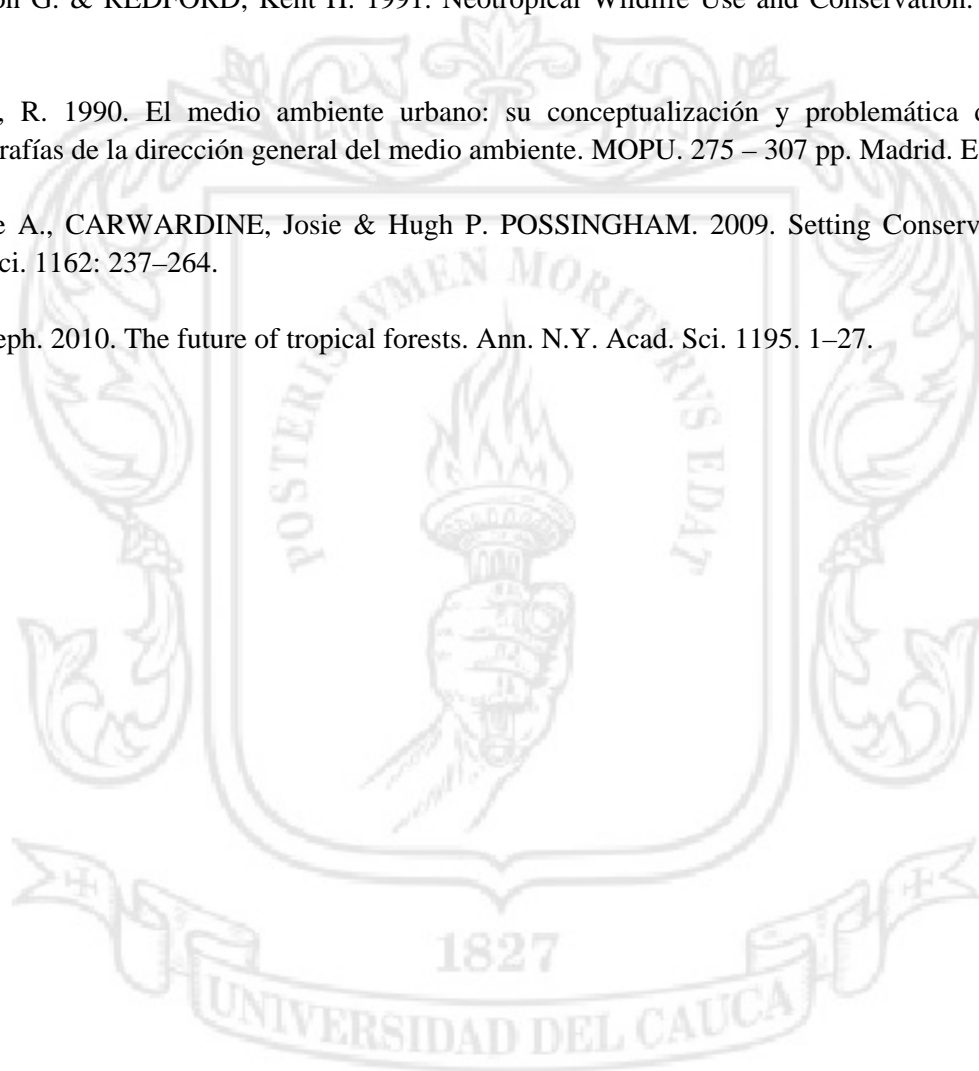 on G. & REDFORD, Kent H. 1991. Neotropical Wildlife Use and Conservation.
, R. 1990. El medio ambiente urbano: su conceptualización y problemática
rafías de la dirección general del medio ambiente. MOPU. 275 – 307 pp. Madrid. E
e A., CARWARDINE, Josie & Hugh P. POSSINGHAM. 2009. Setting Conserv
ci. 1162: 237–264.
eph. 2010. The future of tropical forests. Ann. N.Y. Acad. Sci. 1195. 1–27.
POSTERIS LVMEN MORITVRVS EDAT
1827
UNIVERSIDAD DEL CAUCA